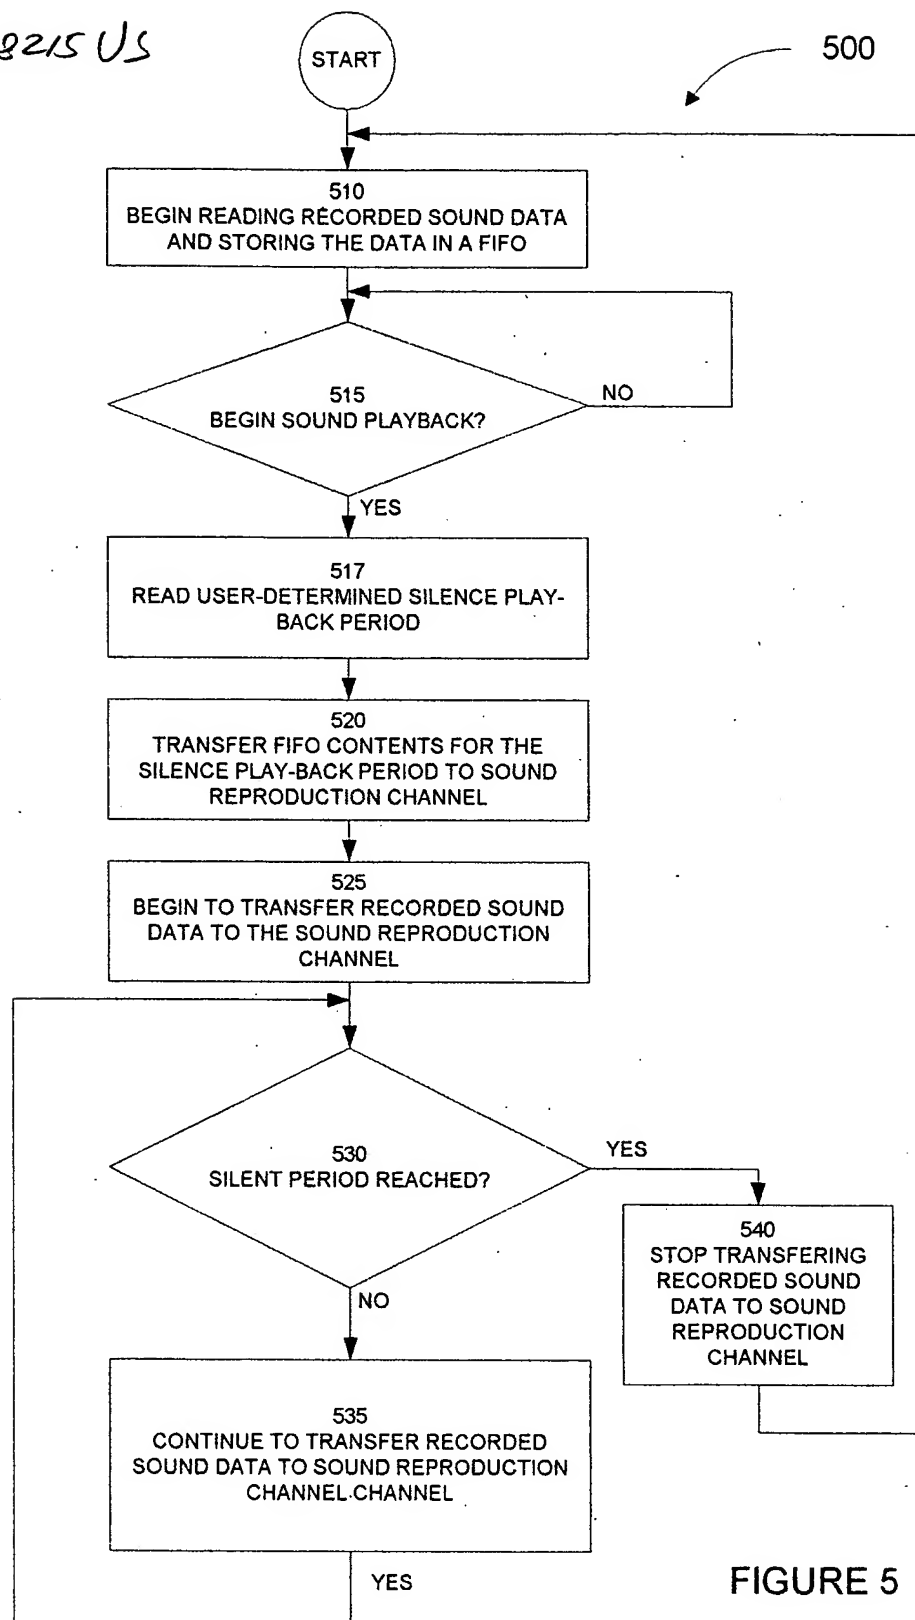 8215 US
START
500
510
BEGIN READING RECORDED SOUND DATA
AND STORING THE DATA IN A FIFO
515
BEGIN SOUND PLAYBACK?
NO
YES
517
READ USER-DETERMINED SILENCE PLAY-
BACK PERIOD
520
TRANSFER FIFO CONTENTS FOR THE
SILENCE PLAY-BACK PERIOD TO SOUND
REPRODUCTION CHANNEL
525
BEGIN TO TRANSFER RECORDED SOUND
DATA TO THE SOUND REPRODUCTION
CHANNEL
530
SILENT PERIOD REACHED?
YES
NO
540
STOP TRANSFERING
RECORDED SOUND
DATA TO SOUND
REPRODUCTION
CHANNEL
535
CONTINUE TO TRANSFER RECORDED
SOUND DATA TO SOUND REPRODUCTION
CHANNEL.CHANNEL
YES
FIGURE 5